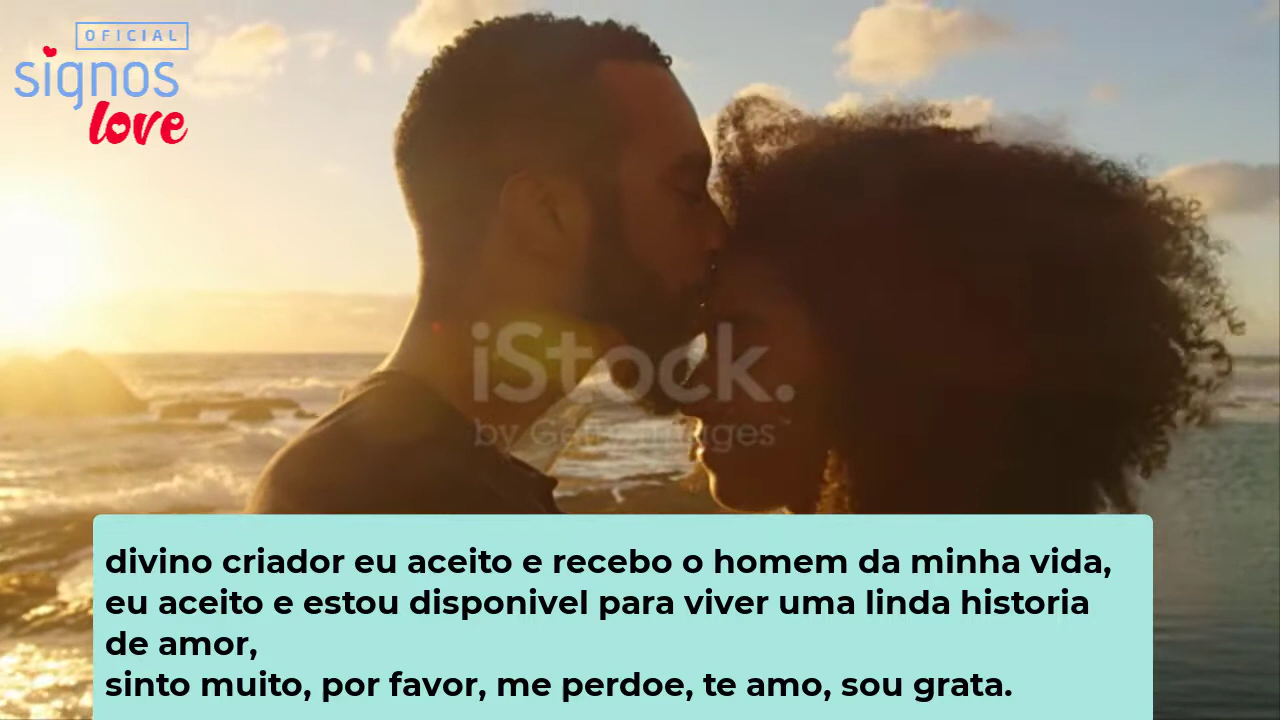 OFICIAL
signos
love
iStock.
by Getty Images™
divino criador eu aceito e recebo o homem da minha vida,
eu aceito e estou disponivel para viver uma linda historia
de amor,
sinto muito, por favor, me perdoe, te amo, sou grata.